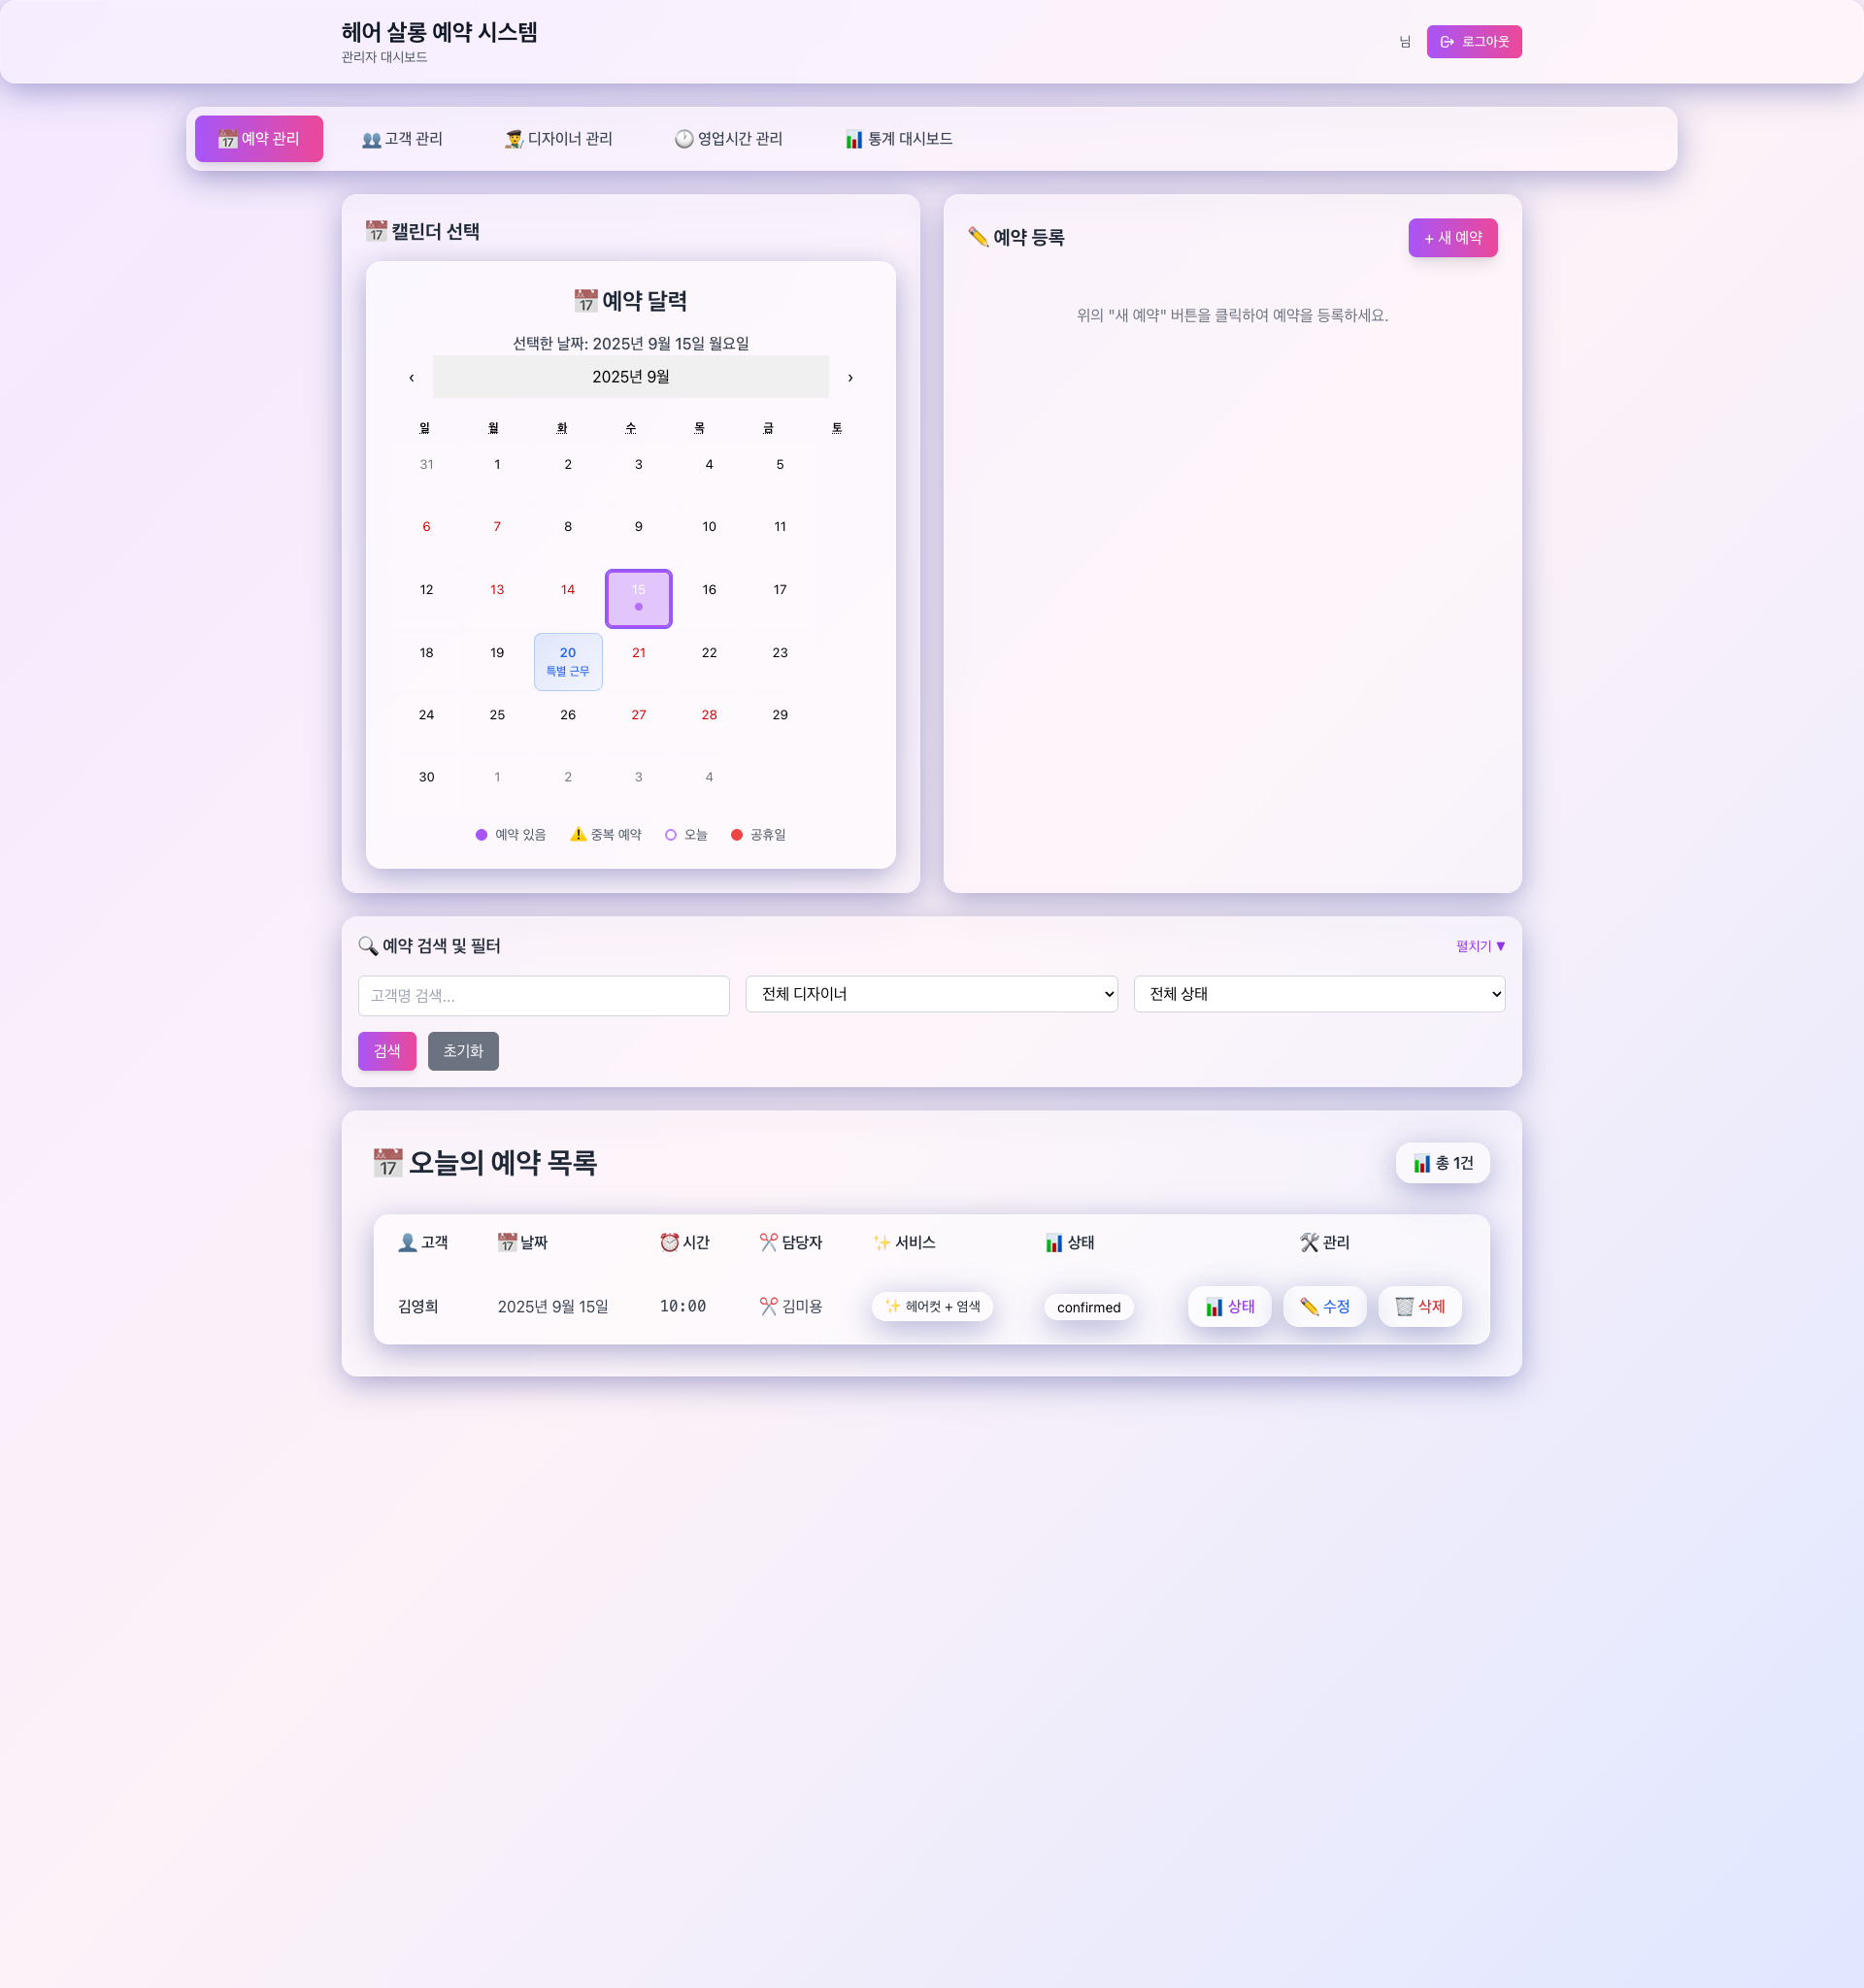 헤어 살롱 예약 시스템
관리자 대시보드
님
로그아웃
📅 예약 관리
👥 고객 관리
👨‍🎨 디자이너 관리
🕐 영업시간 관리
📊 통계 대시보드
📅 캘린더 선택
📅 예약 달력
선택한 날짜: 2025년 9월 15일 월요일
‹ 2025년 9월 ›
일 월 화 수 목 금 토
31 1 2 3 4 5
6 7 8 9 10 11
12 13 14 15 16 17
18 19 20 21 22 23
특별 근무
24 25 26 27 28 29
30 1 2 3 4
예약 있음 ⚠️ 중복 예약 오늘 공휴일
✏️ 예약 등록
+ 새 예약
위의 "새 예약" 버튼을 클릭하여 예약을 등록하세요.
🔍 예약 검색 및 필터
펼치기 ▼
고객명 검색...
전체 디자이너
전체 상태
검색
초기화
📅 오늘의 예약 목록
📊 총 1건
👤 고객 📅 날짜 ⏰ 시간 ✂️ 담당자 ✨ 서비스 📊 상태 🛠️ 관리
김영희 2025년 9월 15일 10:00 ✂️ 김미용 ✨ 헤어컷 + 염색 confirmed 📊 상태 ✏️ 수정 🗑️ 삭제